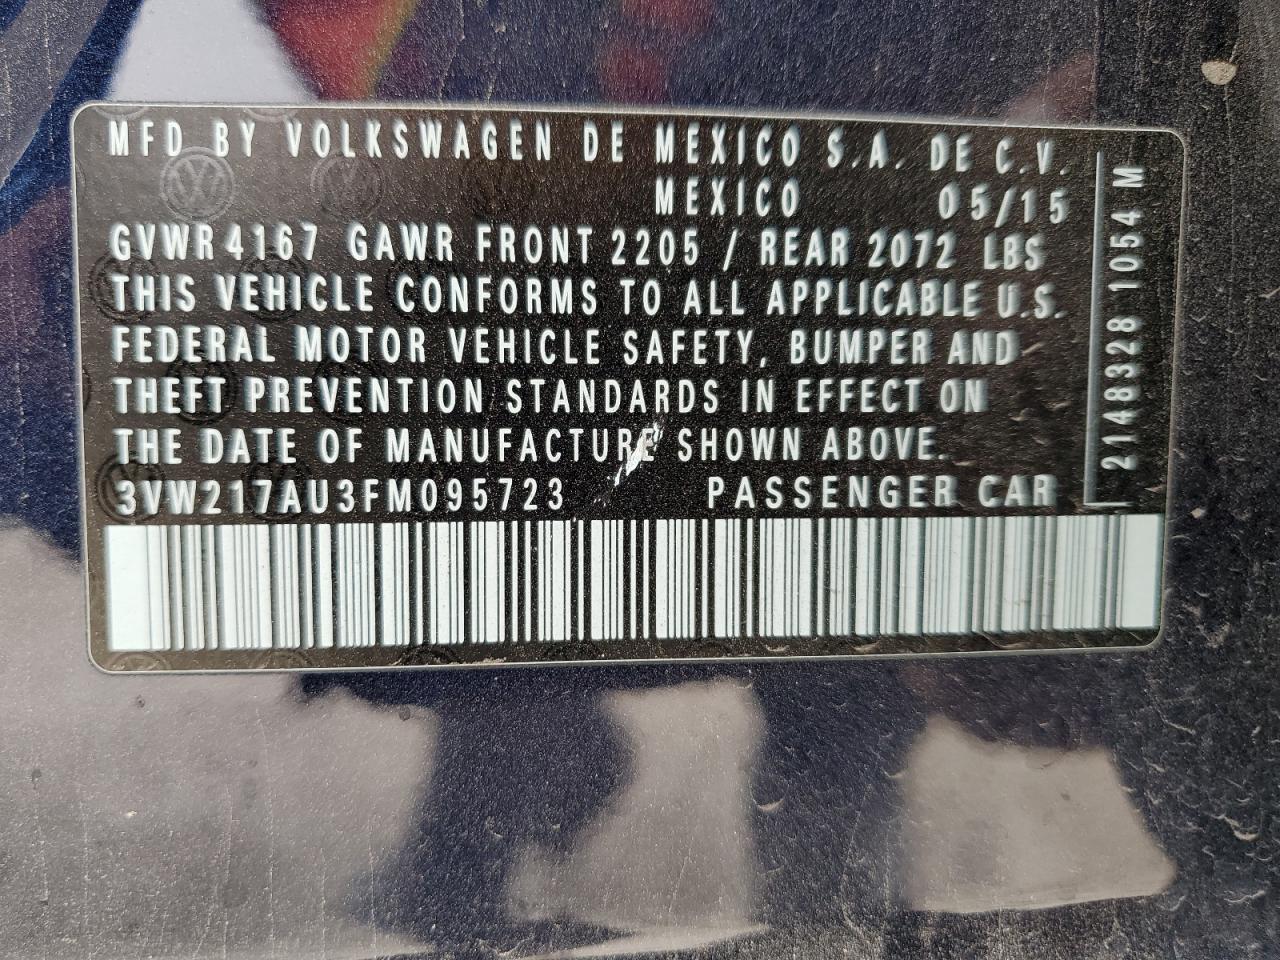 MFD BY VOLKSWAGEN DE MEXICO S.A. DE C.V.
MEXICO 05/15
GVWR4167 GAWR FRONT 2205 / REAR 2072 LBS
THIS VEHICLE CONFORMS TO ALL APPLICABLE U.S.
FEDERAL MOTOR VEHICLE SAFETY, BUMPER AND
THEFT PREVENTION STANDARDS IN EFFECT ON
THE DATE OF MANUFACTURE SHOWN ABOVE.
3VW217AU3FM095723 PASSENGER CAR
2148328 1054 M